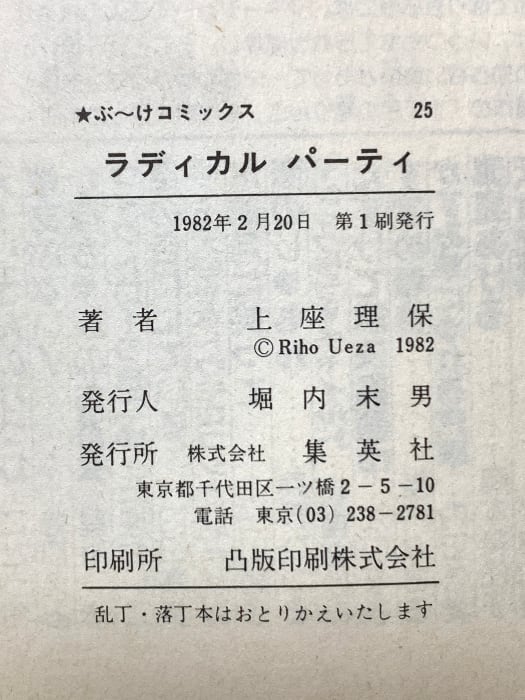 ★ぶ〜けコミックス 25
ラディカル パーティ
1982年2月20日 第1刷発行
著者 上座理保
©Riho Ueza 1982
発行人 堀内末男
発行所 株式会社 集英社
東京都千代田区一ツ橋2−5−10
電話 東京(03) 238−2781
印刷所 凸版印刷株式会社
乱丁・落丁本はおとりかえいたします